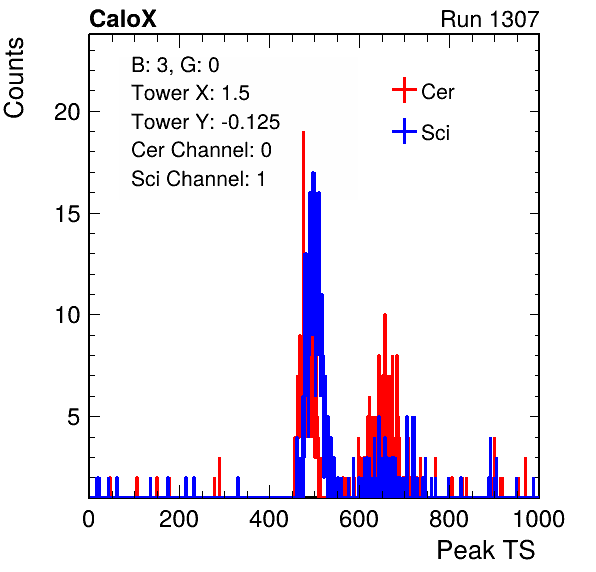 CaloX Run 1307
Counts
B: 3, G: 0
Tower X: 1.5
Tower Y: -0.125
Cer Channel: 0
Sci Channel: 1
Cer
Sci
20
15
10
5
0 200 400 600 800 1000
Peak TS